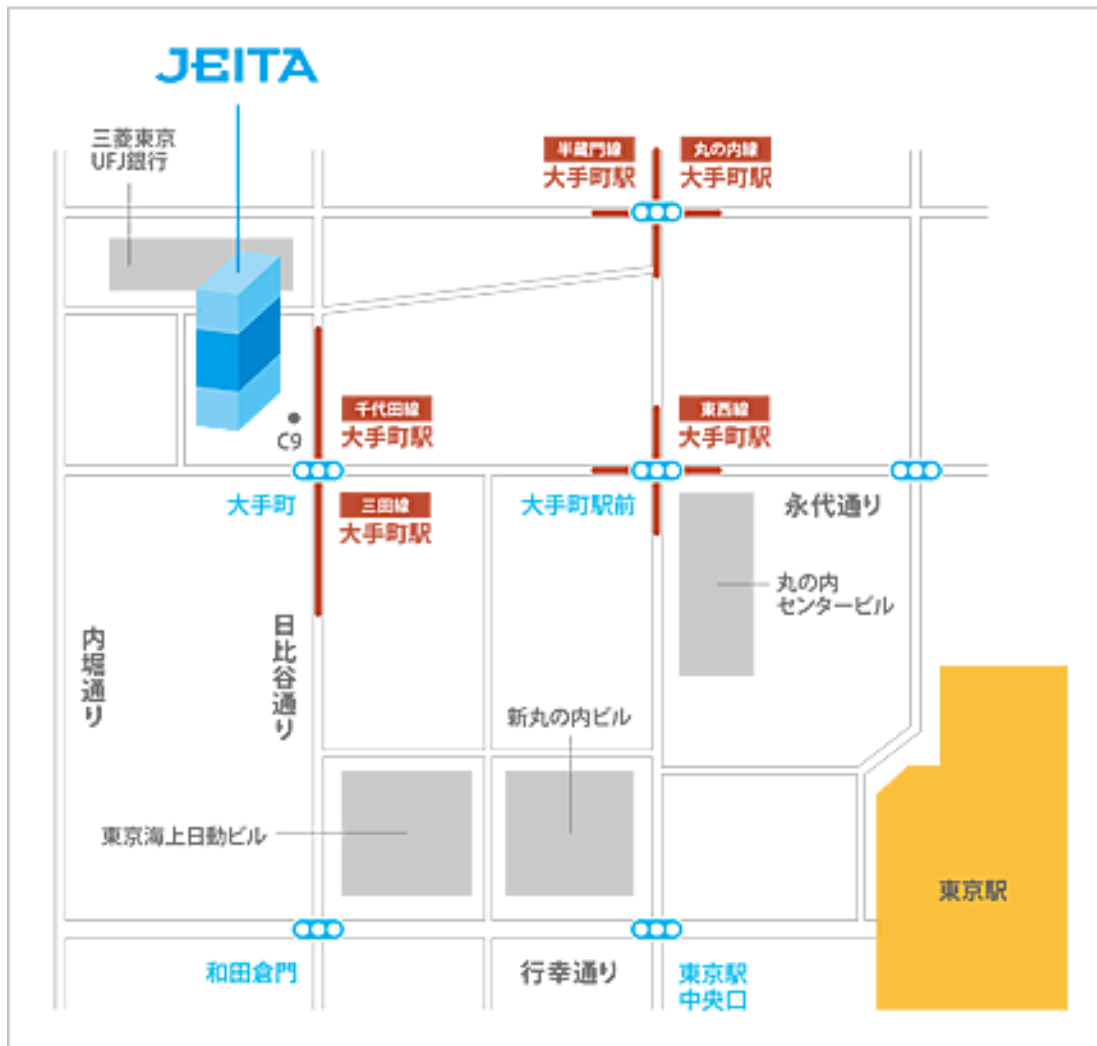 JEITA
三菱東京
UFJ銀行
半蔵門線
大手町駅
丸の内線
大手町駅
千代田線
大手町駅
C9
東西線
大手町駅
大手町
三田線
大手町駅
大手町駅前
永代通り
丸の内
センタービル
内堀通り
日比谷通り
新丸の内ビル
東京海上日動ビル
東京駅
和田倉門
行幸通り
東京駅
中央口